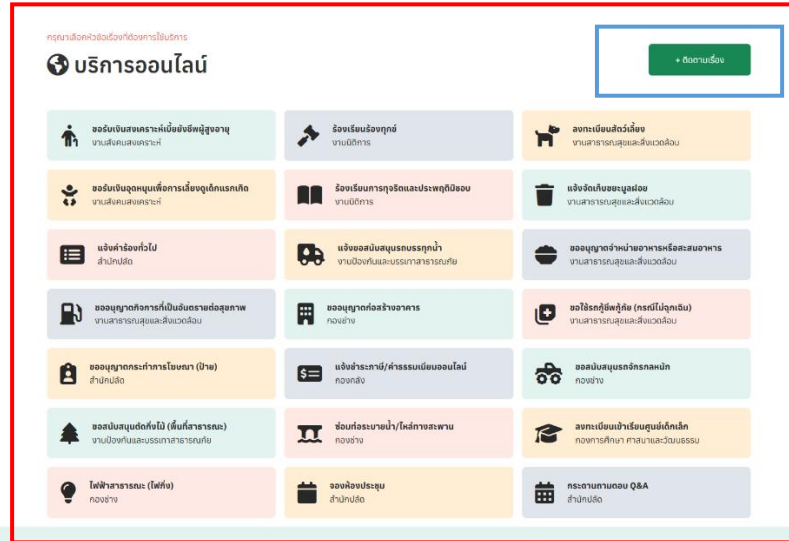 กรุณาเลือกหัวข้อเรื่องที่ต้องการใช้บริการ
บริการออนไลน์
+ ติดตามเรื่อง
ขอรับเงินสงเคราะห์เบี้ยยังชีพผู้สูงอายุ
งานสังคมสงเคราะห์
ร้องเรียนร้องทุกข์
งานนิติการ
ลงทะเบียนสัตว์เลี้ยง
งานสาธารณสุขและสิ่งแวดล้อม
ขอรับเงินอุดหนุนเพื่อการเลี้ยงดูเด็กแรกเกิด
งานสังคมสงเคราะห์
ร้องเรียนการทุจริตและประพฤติมิชอบ
งานนิติการ
แจ้งจัดเก็บขยะมูลฝอย
งานสาธารณสุขและสิ่งแวดล้อม
แจ้งคำร้องทั่วไป
สำนักปลัด
แจ้งขอสนับสนุนรถบรรทุกน้ำ
งานป้องกันและบรรเทาสาธารณภัย
ขออนุญาตจำหน่ายอาหารหรือสะสมอาหาร
งานสาธารณสุขและสิ่งแวดล้อม
ขออนุญาตกิจการที่เป็นอันตรายต่อสุขภาพ
งานสาธารณสุขและสิ่งแวดล้อม
ขออนุญาตก่อสร้างอาคาร
กองช่าง
ขอใช้รถกู้ชีพกู้ภัย (กรณีไม่ฉุกเฉิน)
งานสาธารณสุขและสิ่งแวดล้อม
ขออนุญาตกระทำการโฆษณา (ป้าย)
สำนักปลัด
แจ้งชำระภาษี/ค่าธรรมเนียมออนไลน์
กองคลัง
ขอสนับสนุนรถจักรกลหนัก
กองช่าง
ขอสนับสนุนตัดกิ่งไม้ (พื้นที่สาธารณะ)
งานป้องกันและบรรเทาสาธารณภัย
ซ่อมท่อระบายน้ำ/ไหล่ทางสะพาน
กองช่าง
ลงทะเบียนเข้าเรียนศูนย์เด็กเล็ก
กองการศึกษา ศาสนาและวัฒนธรรม
ไฟฟ้าสาธารณะ (ไฟกิ่ง)
กองช่าง
จองห้องประชุม
สำนักปลัด
กระดานถามตอบ Q&A
สำนักปลัด